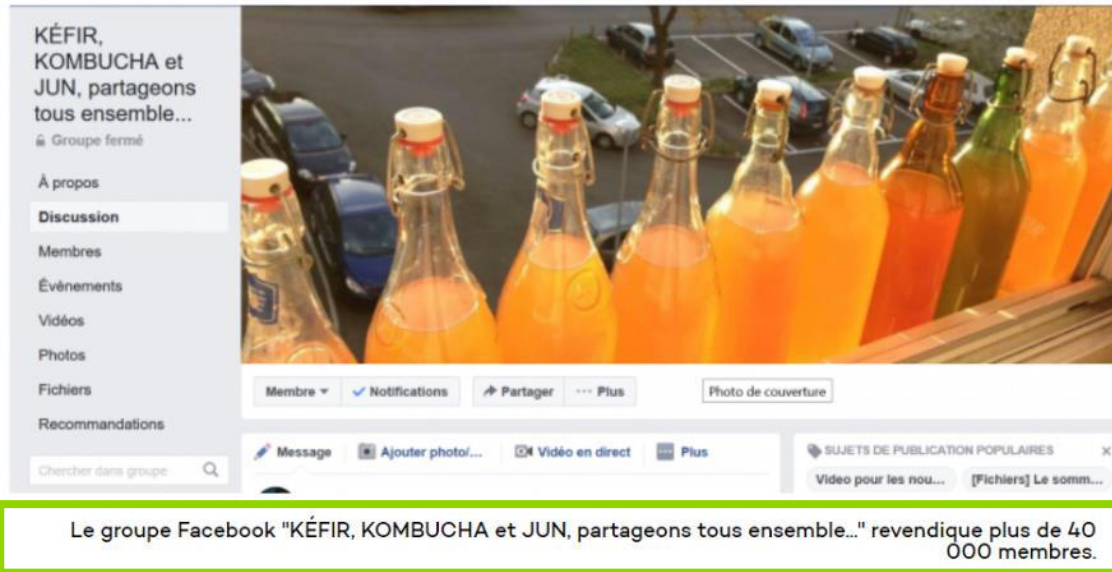 KÉFIR,
KOMBUCHA et
JUN, partageons
tous ensemble...
Groupe fermé
À propos
Discussion
Membres
Événements
Vidéos
Photos
Fichiers
Recommandations
Chercher dans groupe
Membre
Notifications
Partager
Plus
Photo de couverture
Message
Ajouter photo/...
Vidéo en direct
Plus
SUJETS DE PUBLICATION POPULAIRES
Video pour les nou...
[Fichiers] Le somm...
Le groupe Facebook "KÉFIR, KOMBUCHA et JUN, partageons tous ensemble..." revendique plus de 40
000 membres.